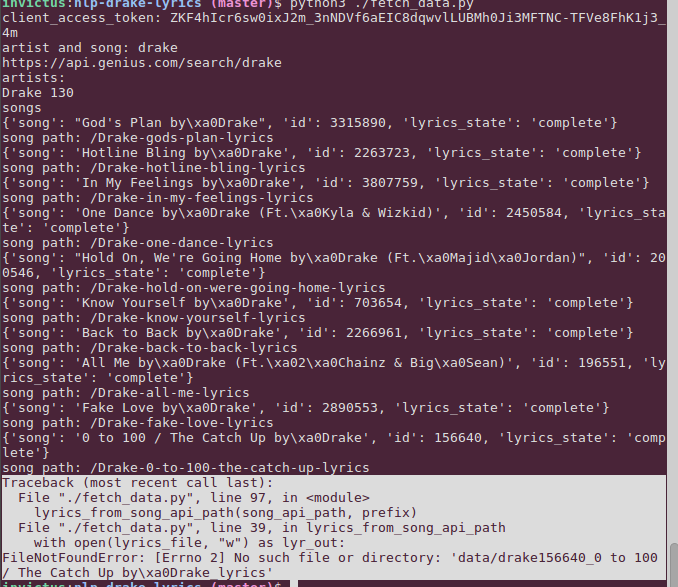 invictus:nlp-drake-lyrics (master)$ python3 ./fetch_data.py
client_access_token: ZKF4hIcr6sw0ixJ2m_3nNDVf6aEIC8dqwvlLUBMh0Ji3MFTNC-TFVe8FhK1j3_
4m
artist and song: drake
https://api.genius.com/search/drake
artists:
Drake 130
songs
{'song': "God's Plan by\xa0Drake", 'id': 3315890, 'lyrics_state': 'complete'}
song path: /Drake-gods-plan-lyrics
{'song': 'Hotline Bling by\xa0Drake', 'id': 2263723, 'lyrics_state': 'complete'}
song path: /Drake-hotline-bling-lyrics
{'song': 'In My Feelings by\xa0Drake', 'id': 3807759, 'lyrics_state': 'complete'}
song path: /Drake-in-my-feelings-lyrics
{'song': 'One Dance by\xa0Drake (Ft.\xa0Kyla & Wizkid)', 'id': 2450584, 'lyrics_sta
te': 'complete'}
song path: /Drake-one-dance-lyrics
{'song': "Hold On, We're Going Home by\xa0Drake (Ft.\xa0Majid\xa0Jordan)", 'id': 20
0546, 'lyrics_state': 'complete'}
song path: /Drake-hold-on-were-going-home-lyrics
{'song': 'Know Yourself by\xa0Drake', 'id': 703654, 'lyrics_state': 'complete'}
song path: /Drake-know-yourself-lyrics
{'song': 'Back to Back by\xa0Drake', 'id': 2266961, 'lyrics_state': 'complete'}
song path: /Drake-back-to-back-lyrics
{'song': 'All Me by\xa0Drake (Ft.\xa02\xa0Chainz & Big\xa0Sean)', 'id': 196551, 'ly
rics_state': 'complete'}
song path: /Drake-all-me-lyrics
{'song': 'Fake Love by\xa0Drake', 'id': 2890553, 'lyrics_state': 'complete'}
song path: /Drake-fake-love-lyrics
{'song': '0 to 100 / The Catch Up by\xa0Drake', 'id': 156640, 'lyrics_state': 'comp
lete'}
song path: /Drake-0-to-100-the-catch-up-lyrics
Traceback (most recent call last):
  File "./fetch_data.py", line 97, in <module>
    lyrics_from_song_api_path(song_api_path, prefix)
  File "./fetch_data.py", line 39, in lyrics_from_song_api_path
    with open(lyrics_file, "w") as lyr_out:
FileNotFoundError: [Errno 2] No such file or directory: 'data/drake156640_0 to 100
/ The Catch Up by\xa0Drake_lyrics'
invictus:nlp-drake-lyrics (master)$